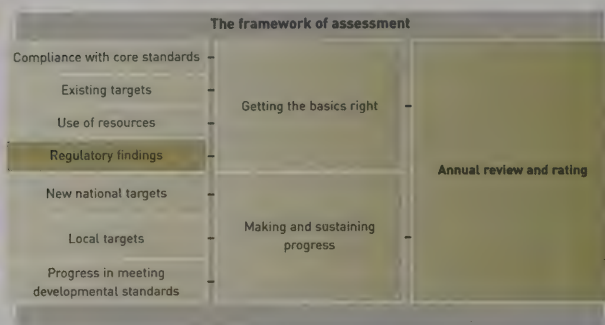 The framework of assessment
Compliance with core standards
Existing targets
Use of resources
Regulatory findings
New national targets
Local targets
Progress in meeting
developmental standards
Getting the basics right
Making and sustaining
progress
Annual review and rating